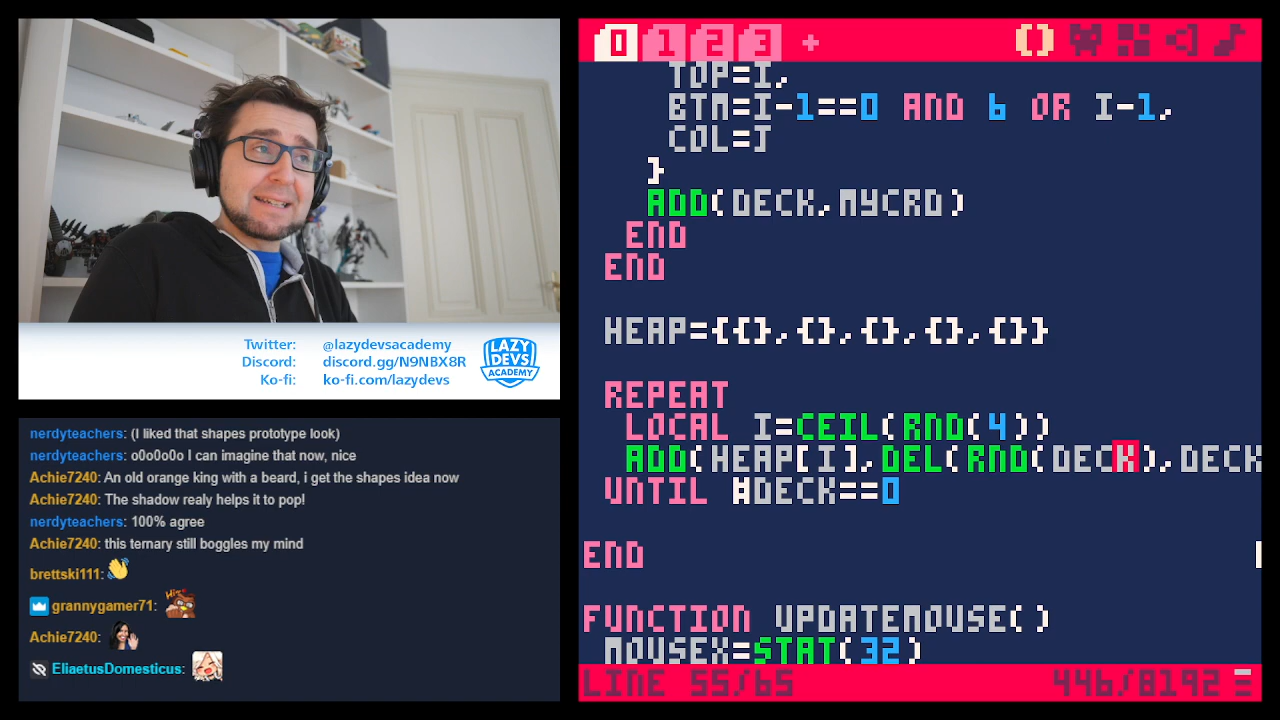 Twitter: @lazydevsacademy
Discord: discord.gg/N9NBX8R
Ko-fi: ko-fi.com/lazydevs
LAZY
DEVS
ACADEMY
nerdyteachers: (I liked that shapes prototype look)
nerdyteachers: o0o0o0o I can imagine that now, nice
Achie7240: An old orange king with a beard, i get the shapes idea now
Achie7240: The shadow realy helps it to pop!
nerdyteachers: 100% agree
Achie7240: this ternary still boggles my mind
brettski111:
grannygamer71:
Achie7240:
EliaetusDomesticus:
0 1 2 3 +
TOP=I,
BTM=I-1==0 AND 6 OR I-1,
COL=J
}
ADD(DECK,MYCRD)
END
END
HEAP={{},{},{},{},{}}
REPEAT
LOCAL I=CEIL(RND(4))
ADD(HEAP[I],DEL(RND(DECK),DECK
UNTIL #DECK==0
END
FUNCTION UPDATEMOUSE()
MOUSEX=STAT(32)
LINE 55/65
446/8192